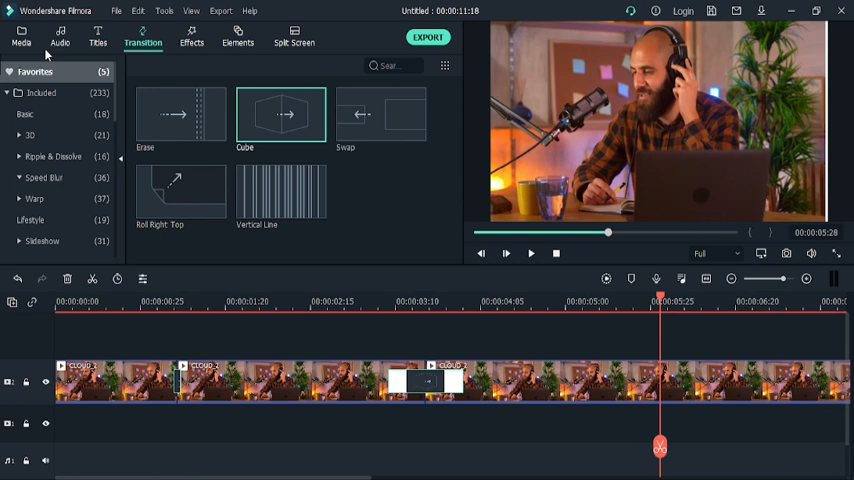 Wondershare Filmora File Edit Tools View Export Help Untitled : 00:00:11:18 Login
Media Audio Titles Transition Effects Elements Split Screen EXPORT
Favorites (5)
Included (233)
Basic (18)
3D (21)
Ripple & Dissolve (16)
Speed Blur (36)
Warp (37)
Lifestyle (19)
Slideshow (31)
Sear...
Erase Cube Swap
Roll Right Top Vertical Line
00:00:05:28
Full
00:00:00:00 00:00:00:25 00:00:01:20 00:00:02:15 00:00:03:10 00:00:04:05 00:00:05:00 00:00:05:25 00:00:06:20
CLOUD_2 CLOUD_2